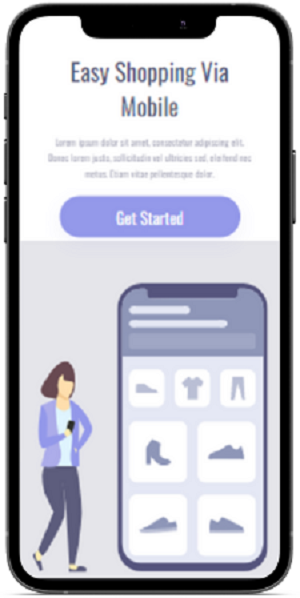 Easy Shopping Via
Mobile
Lorem ipsum dolor sit amet, consectetur adipiscing elit.
Donec lorem justo, sollicitudin vel ultricies sed, eleifend nec
metus. Etiam vitae pellentesque dolor.
Get Started